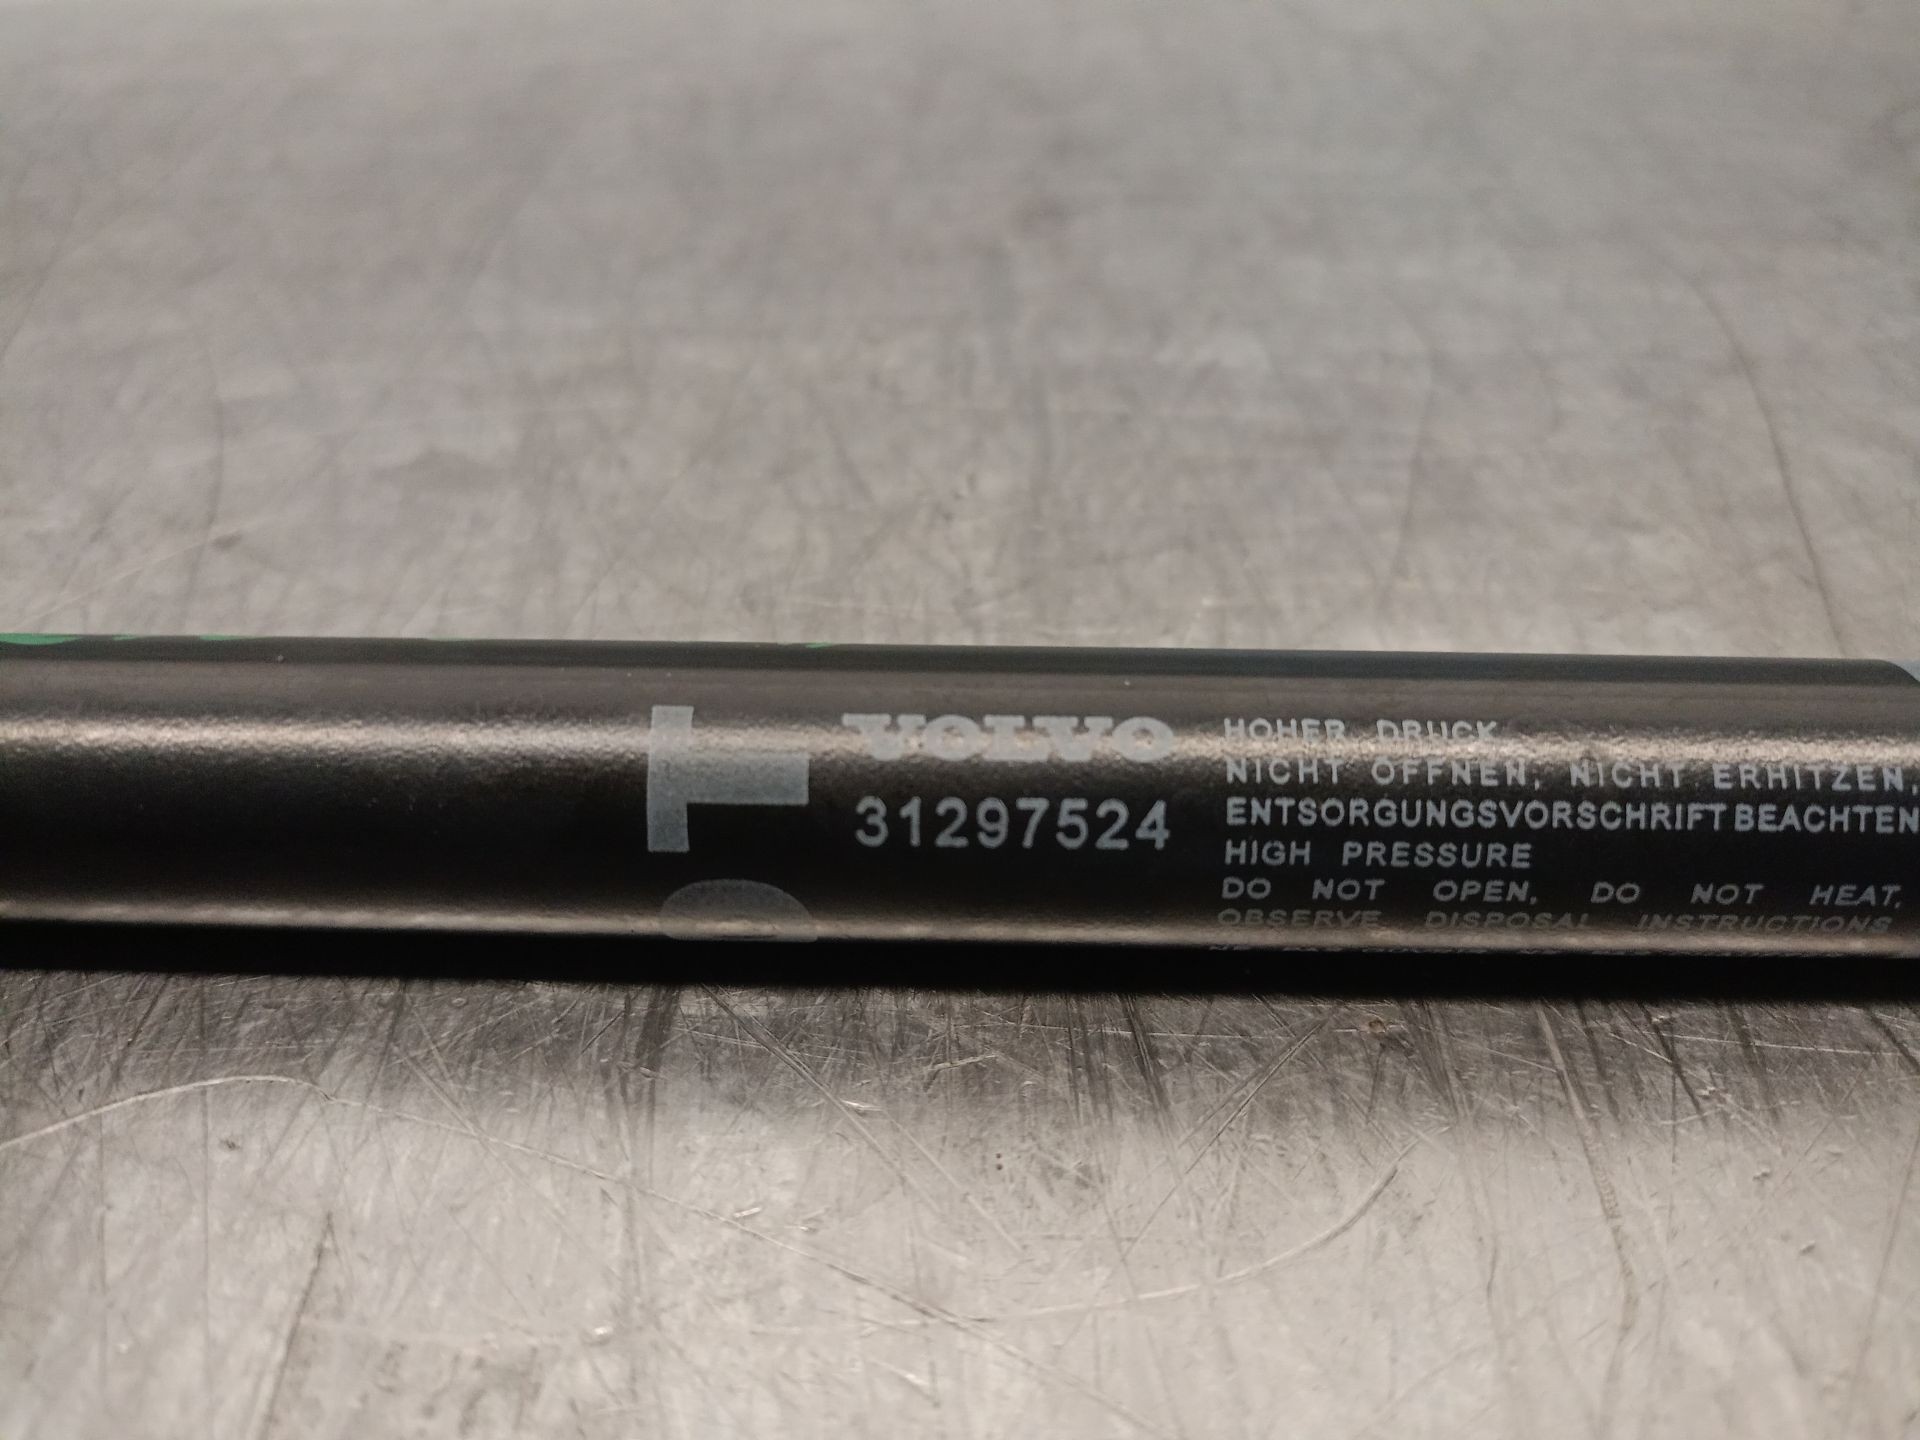 VOLVO
31297524
HOHER DRUCK
NICHT ÖFFNEN, NICHT ERHITZEN,
ENTSORGUNGSVORSCHRIFT BEACHTEN
HIGH PRESSURE
DO NOT OPEN, DO NOT HEAT.
OBSERVE DISPOSAL INSTRUCTIONS
T